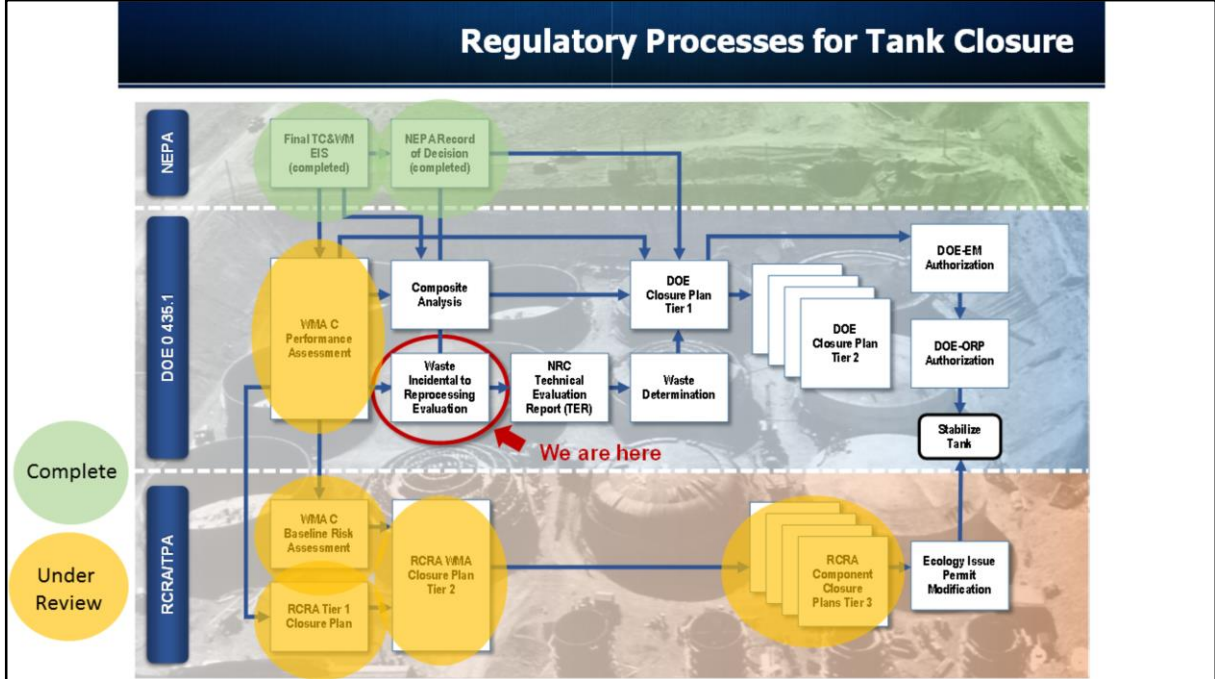 Regulatory Processes for Tank Closure
NEPA
Final TC&WM
EIS
(completed)
NEPA Record
of Decision
(completed)
DOE O 435.1
WMA C
Performance
Assessment
Composite
Analysis
Waste
Incidental to
Reprocessing
Evaluation
NRC
Technical
Evaluation
Report (TER)
Waste
Determination
DOE
Closure Plan
Tier 1
DOE
Closure Plan
Tier 2
DOE-EM
Authorization
DOE-ORP
Authorization
Stabilize
Tank
We are here
Complete
Under
Review
RCRA/TPA
WMA C
Baseline Risk
Assessment
RCRA Tier 1
Closure Plan
RCRA WMA
Closure Plan
Tier 2
RCRA
Component
Closure
Plans Tier 3
Ecology Issue
Permit
Modification